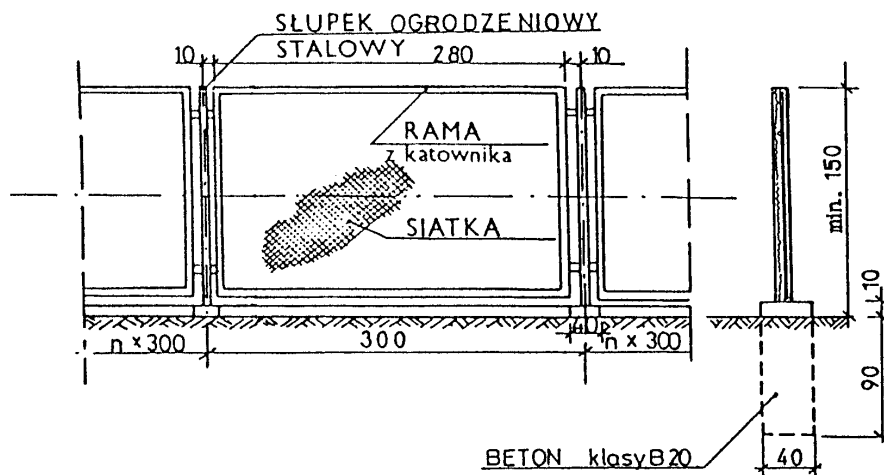 SŁUPEK OGRODZENIOWY
STALOWY
10
280
10
RAMA
z katownika
SIATKA
min. 150
10
40
n × 300
300
n × 300
90
BETON klasy B20
40